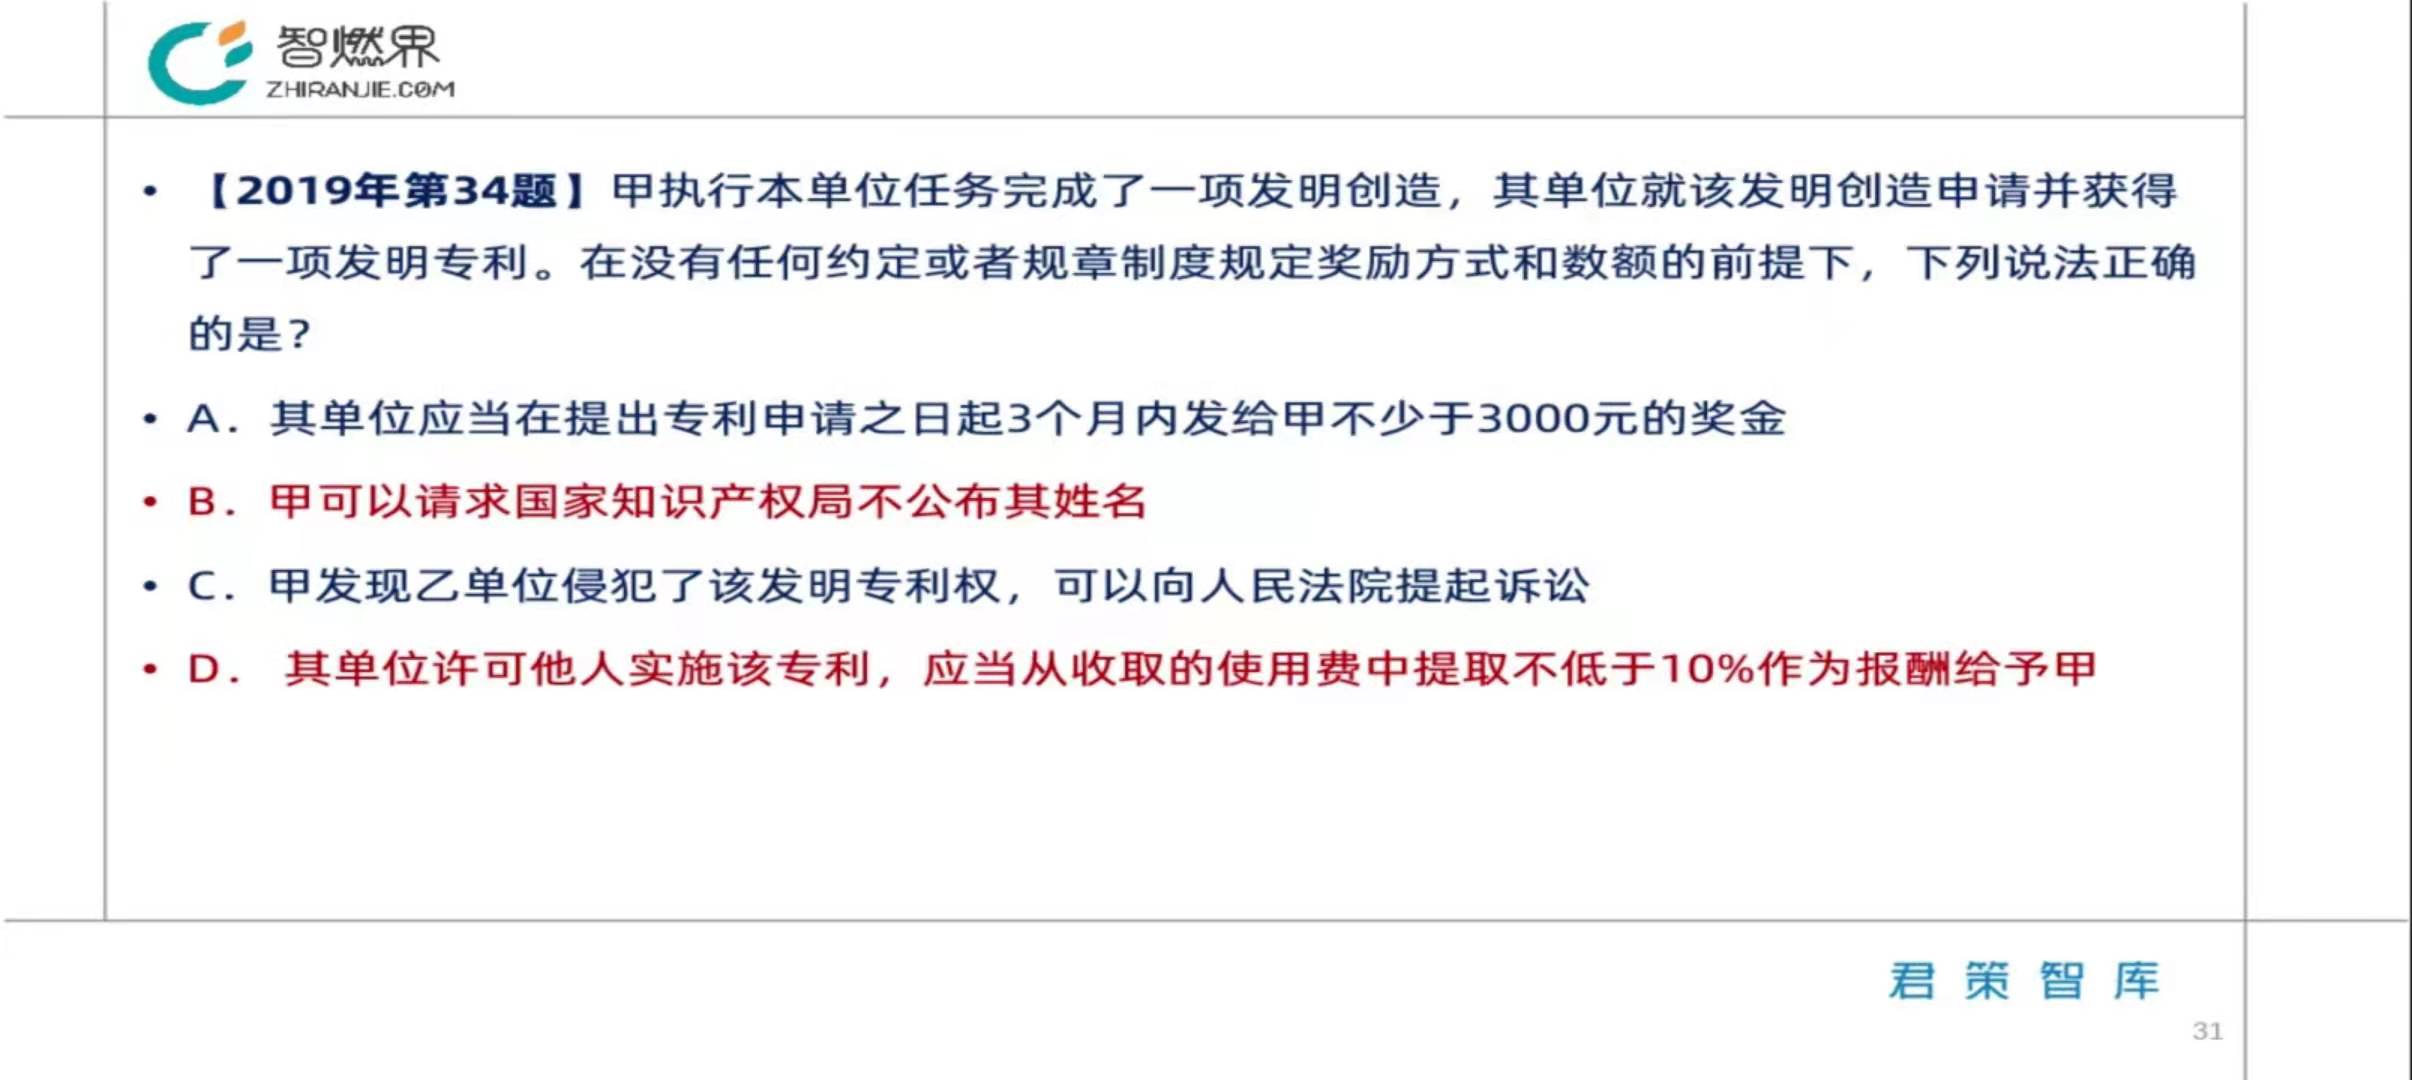 智燃界
ZHIRANJIE.COM
• 【2019年第34题】甲执行本单位任务完成了一项发明创造，其单位就该发明创造申请并获得
了一项发明专利。在没有任何约定或者规章制度规定奖励方式和数额的前提下，下列说法正确
的是？
• A. 其单位应当在提出专利申请之日起3个月内发给甲不少于3000元的奖金
• B. 甲可以请求国家知识产权局不公布其姓名
• C. 甲发现乙单位侵犯了该发明专利权，可以向人民法院提起诉讼
• D. 其单位许可他人实施该专利，应当从收取的使用费中提取不低于10%作为报酬给予甲
君策智库
31